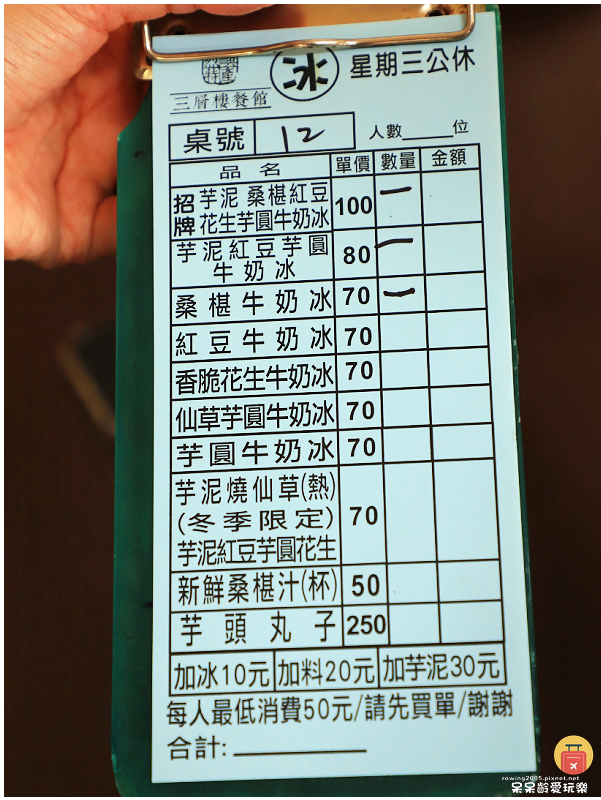 冰 星期三公休
三層樓餐館
桌號 12 人數 位
品名 單價 數量 金額
招牌 芋泥 桑椹紅豆
花生芋圓牛奶冰 100 一
芋泥紅豆芋圓
牛奶冰 80 一
桑椹牛奶冰 70 一
紅豆牛奶冰 70
香脆花生牛奶冰 70
仙草芋圓牛奶冰 70
芋圓牛奶冰 70
芋泥燒仙草(熱)
(冬季限定) 70
芋泥紅豆芋圓花生
新鮮桑椹汁(杯) 50
芋頭丸子 250
加冰10元 加料20元 加芋泥30元
每人最低消費50元/請先買單/謝謝
合計:
rowing2005.pixnet.net
呆呆齡愛玩樂